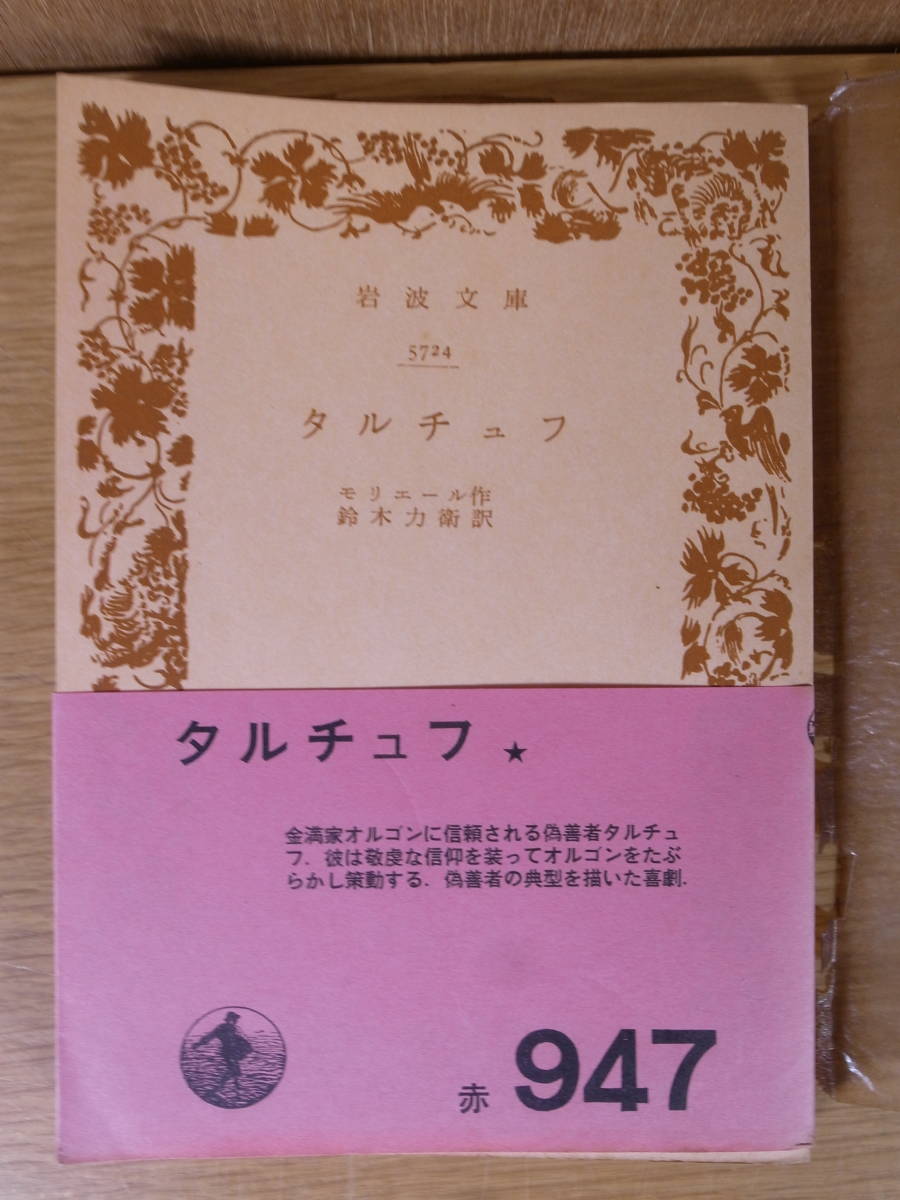 岩波文庫
5724
タルチュフ
モリエール作
鈴木力衛訳
タルチュフ ★
金満家オルゴンに信頼される偽善者タルチュ
フ．彼は敬虔な信仰を装ってオルゴンをたぶ
らかし策動する．偽善者の典型を描いた喜劇．
赤 947